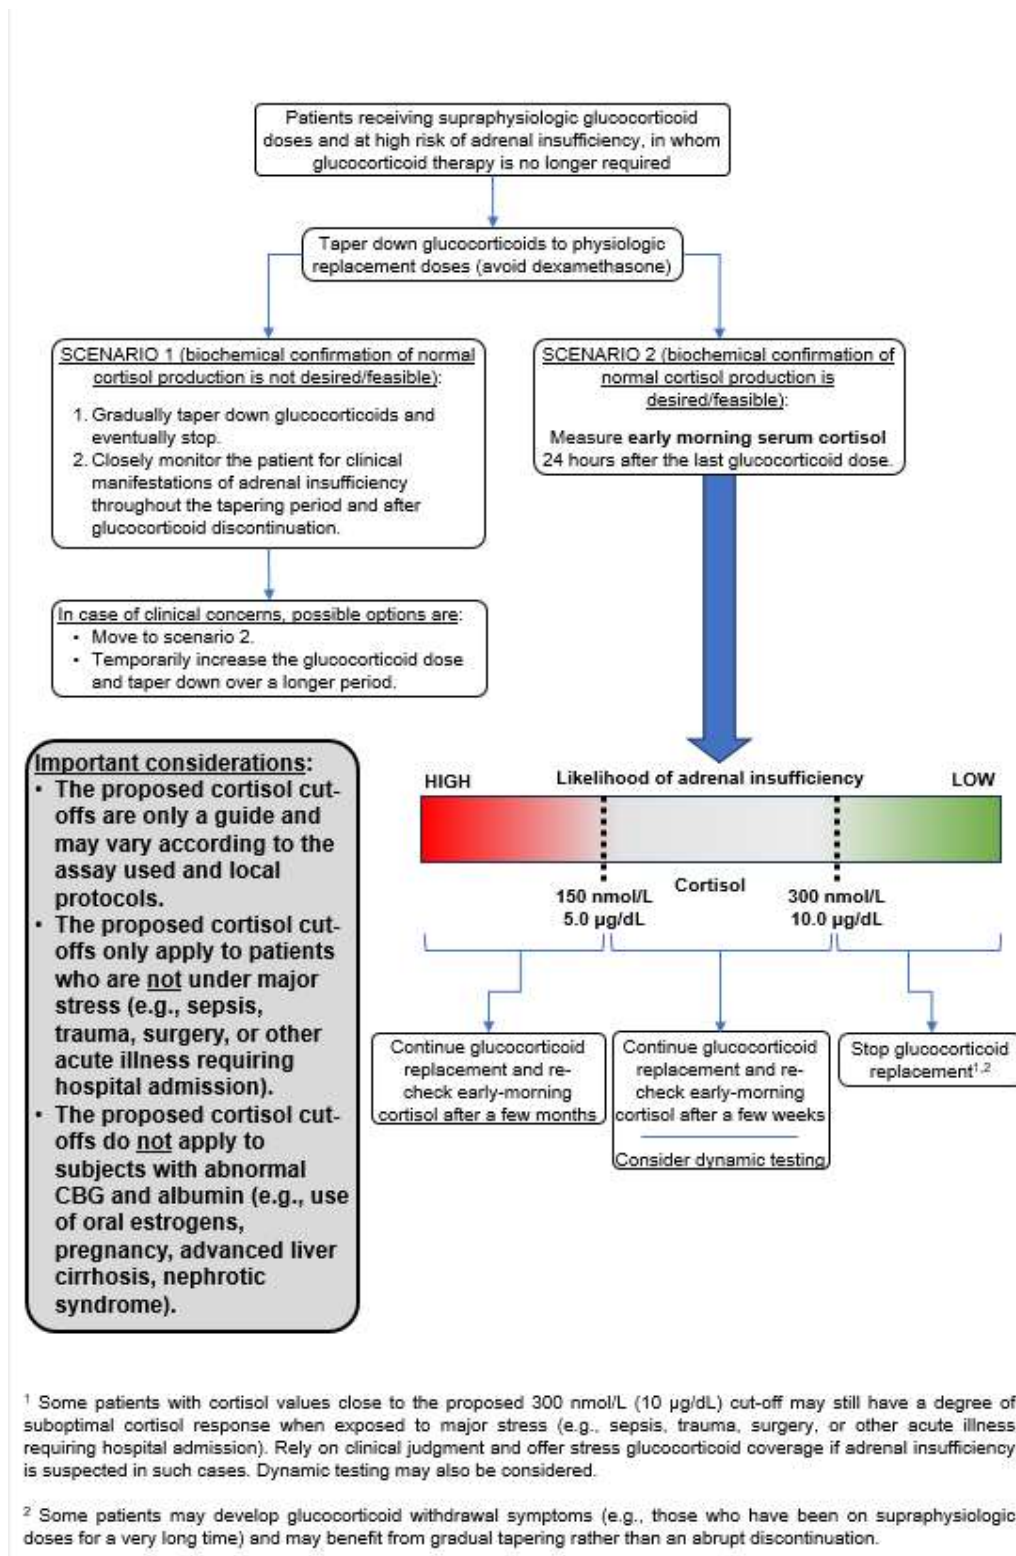 Patients receiving supraphysiologic glucocorticoid
doses and at high risk of adrenal insufficiency, in whom
glucocorticoid therapy is no longer required
Taper down glucocorticoids to physiologic
replacement doses (avoid dexamethasone)
SCENARIO 1 (biochemical confirmation of normal
cortisol production is not desired/feasible):
1. Gradually taper down glucocorticoids and
eventually stop.
2. Closely monitor the patient for clinical
manifestations of adrenal insufficiency
throughout the tapering period and after
glucocorticoid discontinuation.
SCENARIO 2 (biochemical confirmation of
normal cortisol production is
desired/feasible):
Measure early morning serum cortisol
24 hours after the last glucocorticoid dose.
In case of clinical concerns, possible options are:
• Move to scenario 2.
• Temporarily increase the glucocorticoid dose
and taper down over a longer period.
Important considerations:
• The proposed cortisol cut-
offs are only a guide and
may vary according to the
assay used and local
protocols.
• The proposed cortisol cut-
offs only apply to patients
who are not under major
stress (e.g., sepsis,
trauma, surgery, or other
acute illness requiring
hospital admission).
• The proposed cortisol cut-
offs do not apply to
subjects with abnormal
CBG and albumin (e.g., use
of oral estrogens,
pregnancy, advanced liver
cirrhosis, nephrotic
syndrome).
HIGH Likelihood of adrenal insufficiency LOW
Cortisol
150 nmol/L
5.0 µg/dL
300 nmol/L
10.0 µg/dL
Continue glucocorticoid
replacement and re-
check early-morning
cortisol after a few months
Continue glucocorticoid
replacement and re-
check early-morning
cortisol after a few weeks
Consider dynamic testing
Stop glucocorticoid
replacement1,2
1 Some patients with cortisol values close to the proposed 300 nmol/L (10 µg/dL) cut-off may still have a degree of
suboptimal cortisol response when exposed to major stress (e.g., sepsis, trauma, surgery, or other acute illness
requiring hospital admission). Rely on clinical judgment and offer stress glucocorticoid coverage if adrenal insufficiency
is suspected in such cases. Dynamic testing may also be considered.
2 Some patients may develop glucocorticoid withdrawal symptoms (e.g., those who have been on supraphysiologic
doses for a very long time) and may benefit from gradual tapering rather than an abrupt discontinuation.